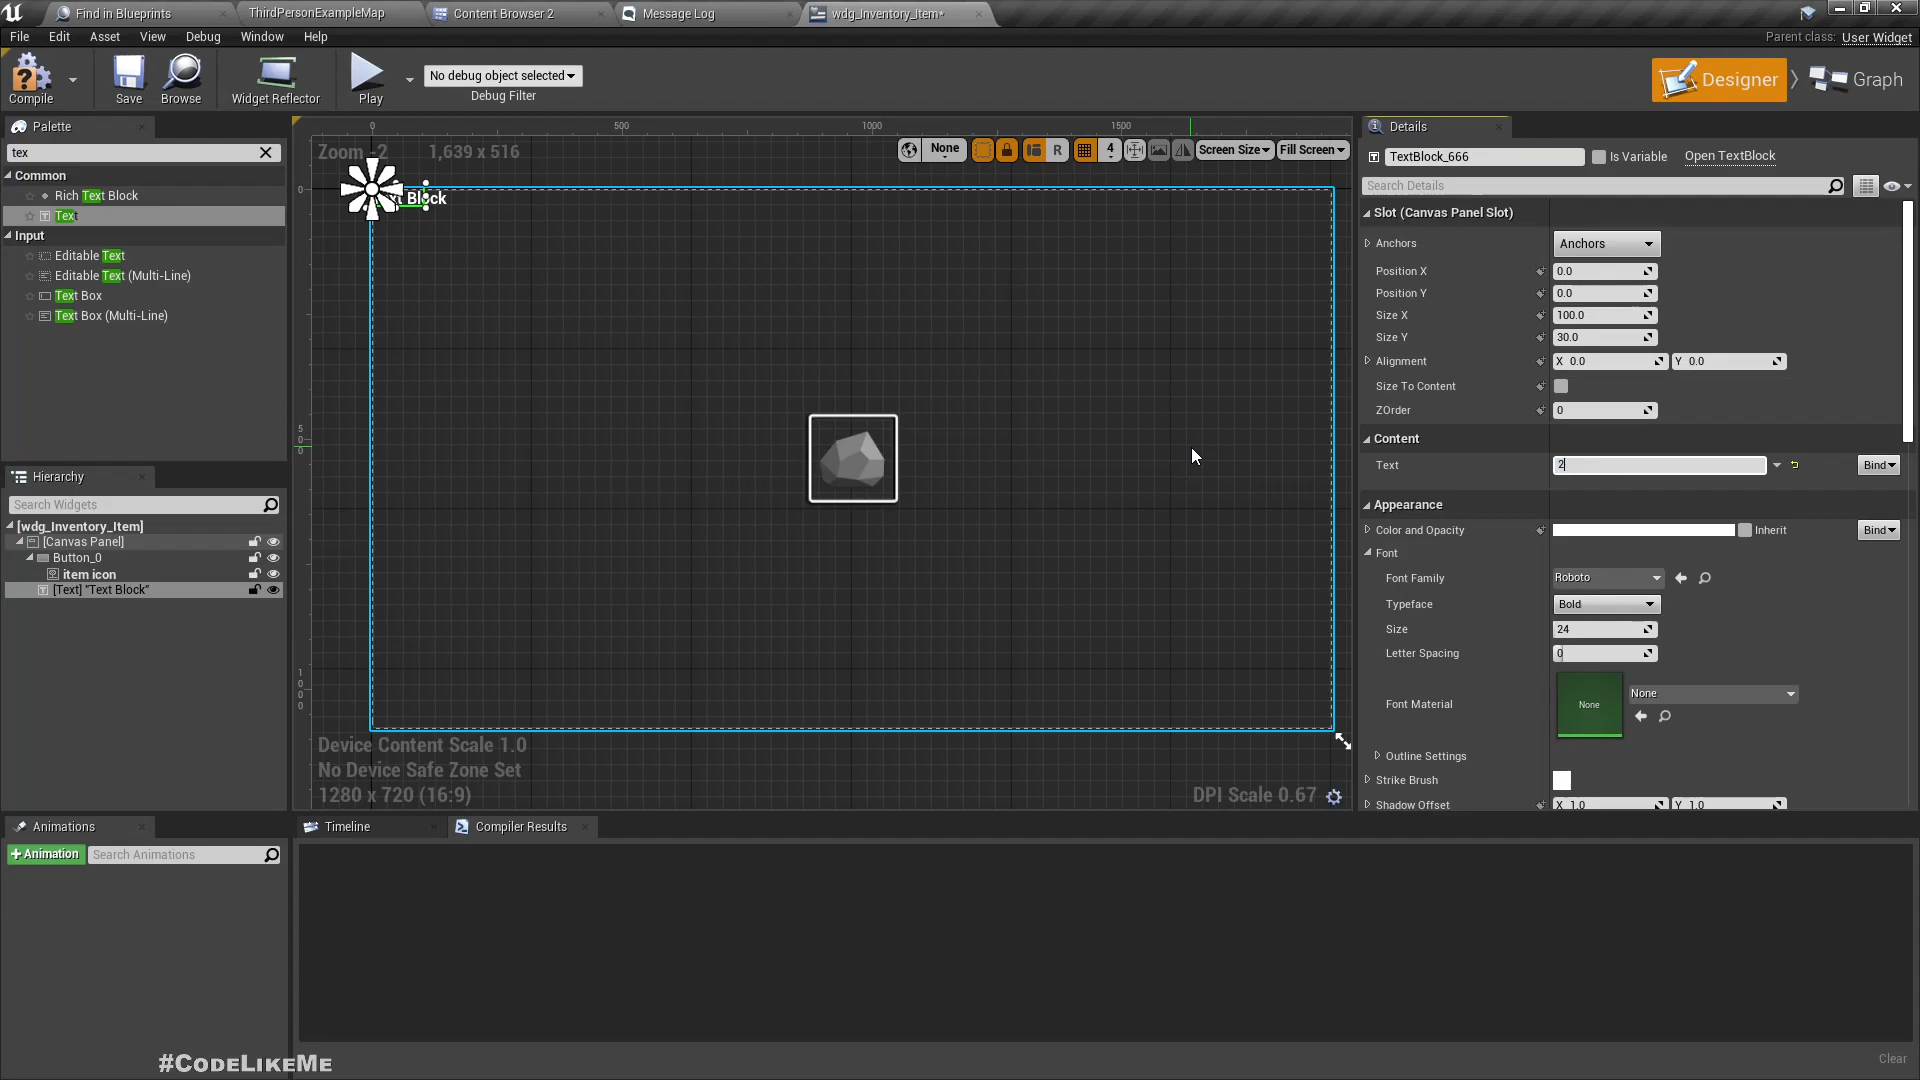 Find in Blueprints
ThirdPersonExampleMap
Content Browser 2
Message Log
wdg_Inventory_Item*
File Edit Asset View Debug Window Help
Parent class: User Widget
Compile
Save
Browse
Widget Reflector
Play
No debug object selected
Debug Filter
Designer
Graph
Palette
tex
Common
Rich Text Block
Text
Input
Editable Text
Editable Text (Multi-Line)
Text Box
Text Box (Multi-Line)
Hierarchy
Search Widgets
[wdg_Inventory_Item]
[Canvas Panel]
Button_0
item icon
[Text] "Text Block"
Animations
+Animation
Search Animations
0 500 1000 1500
Zoom -2
1,639 x 516
None
R
4
Screen Size
Fill Screen
0
5
0
1
0
0
0
Block
Device Content Scale 1.0
No Device Safe Zone Set
1280 x 720 (16:9)
DPI Scale 0.67
Timeline
Compiler Results
Clear
Details
TextBlock_666
Is Variable
Open TextBlock
Search Details
Slot (Canvas Panel Slot)
Anchors
Anchors
Position X 0.0
Position Y 0.0
Size X 100.0
Size Y 30.0
Alignment X 0.0 Y 0.0
Size To Content
ZOrder 0
Content
Text 2 Bind
Appearance
Color and Opacity Inherit Bind
Font
Font Family Roboto
Typeface Bold
Size 24
Letter Spacing 0
Font Material None None
Outline Settings
Strike Brush
Shadow Offset X 1.0 Y 1.0
#CodeLikeMe